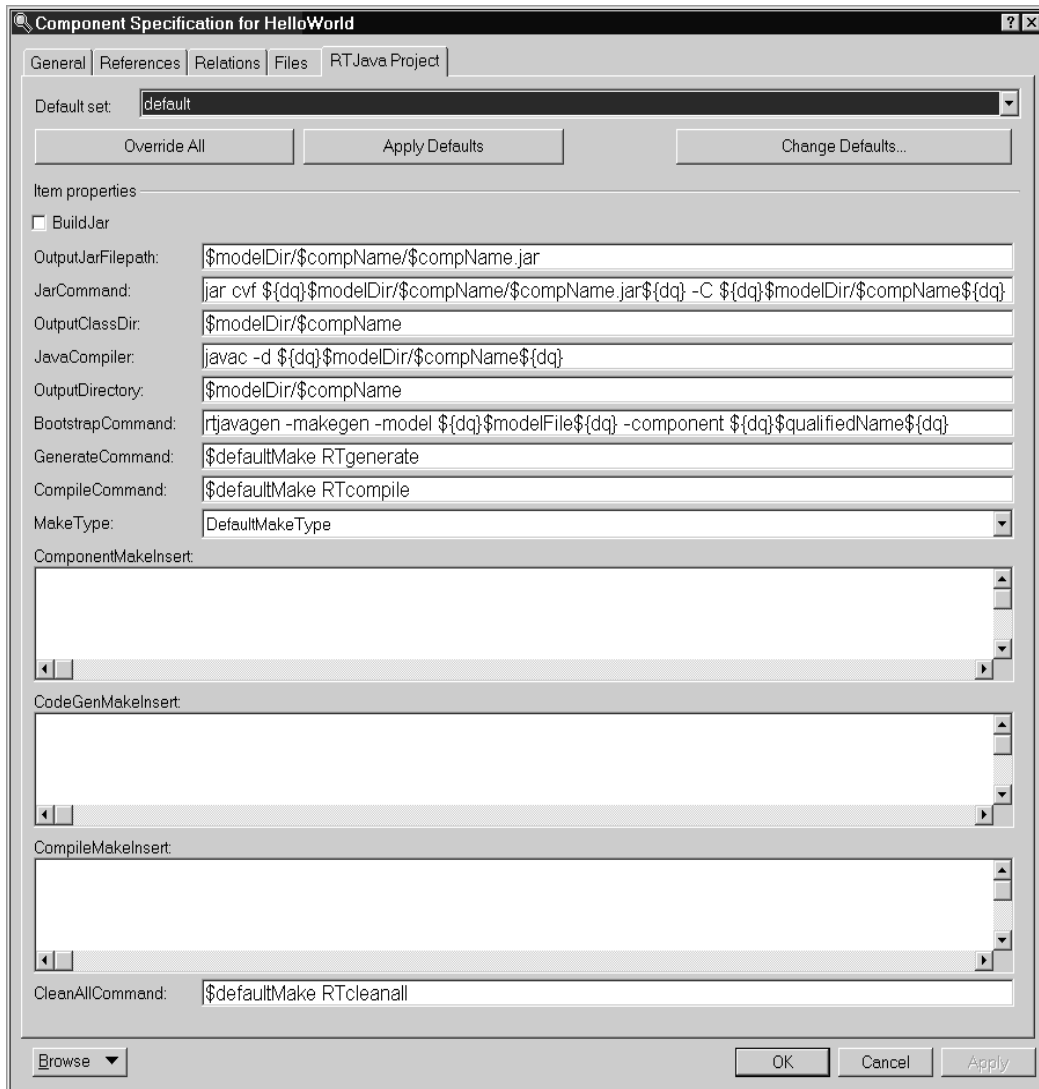 Component Specification for HelloWorld
General References Relations Files RTJava Project
Default set: default
Override All Apply Defaults Change Defaults...
Item properties
BuildJar
OutputJarFilepath: $modelDir/$compName/$compName.jar
JarCommand: jar cvf ${dq}$modelDir/$compName/$compName.jar${dq} -C ${dq}$modelDir/$compName${dq}
OutputClassDir: $modelDir/$compName
JavaCompiler: javac -d ${dq}$modelDir/$compName${dq}
OutputDirectory: $modelDir/$compName
BootstrapCommand: rtjavagen -makegen -model ${dq}$modelFile${dq} -component ${dq}$qualifiedName${dq}
GenerateCommand: $defaultMake RTgenerate
CompileCommand: $defaultMake RTcompile
MakeType: DefaultMakeType
ComponentMakeInsert:
CodeGenMakeInsert:
CompileMakeInsert:
CleanAllCommand: $defaultMake RTcleanall
Browse OK Cancel Apply